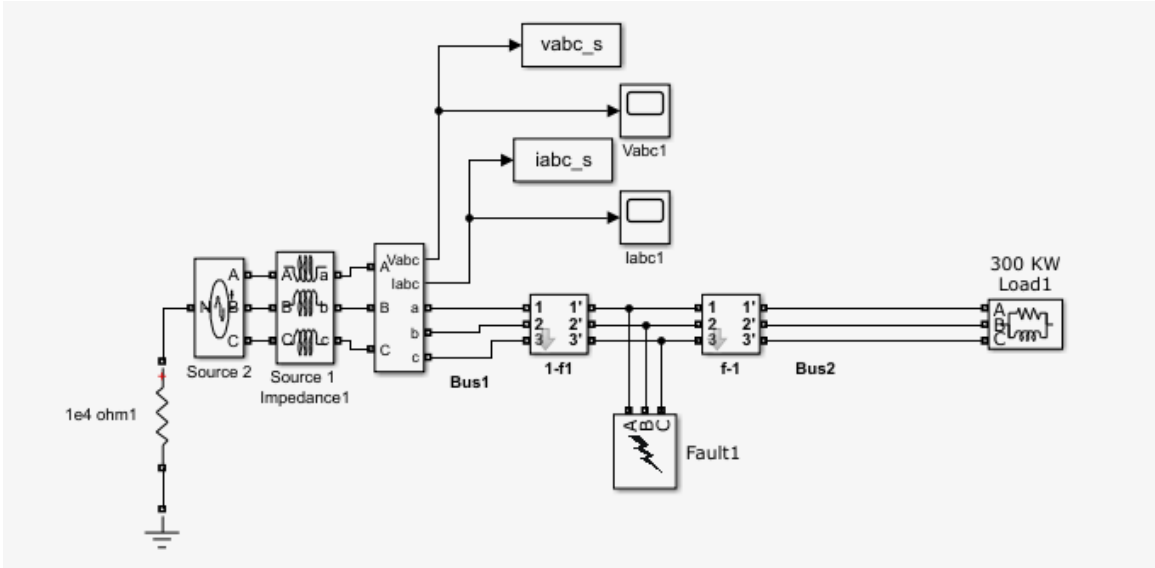 vabc_s
Vabc1
iabc_s
Iabc1
A
N B
C
Source 2
A a
B b
C c
Source 1
Impedance1
A
B
C
Vabc
Iabc
a
b
c
Bus1
1 1'
2 2'
3 3'
1-f1
1 1'
2 2'
3 3'
f-1
Bus2
300 KW
Load1
A
B
C
1e4 ohm1
A B C
Fault1